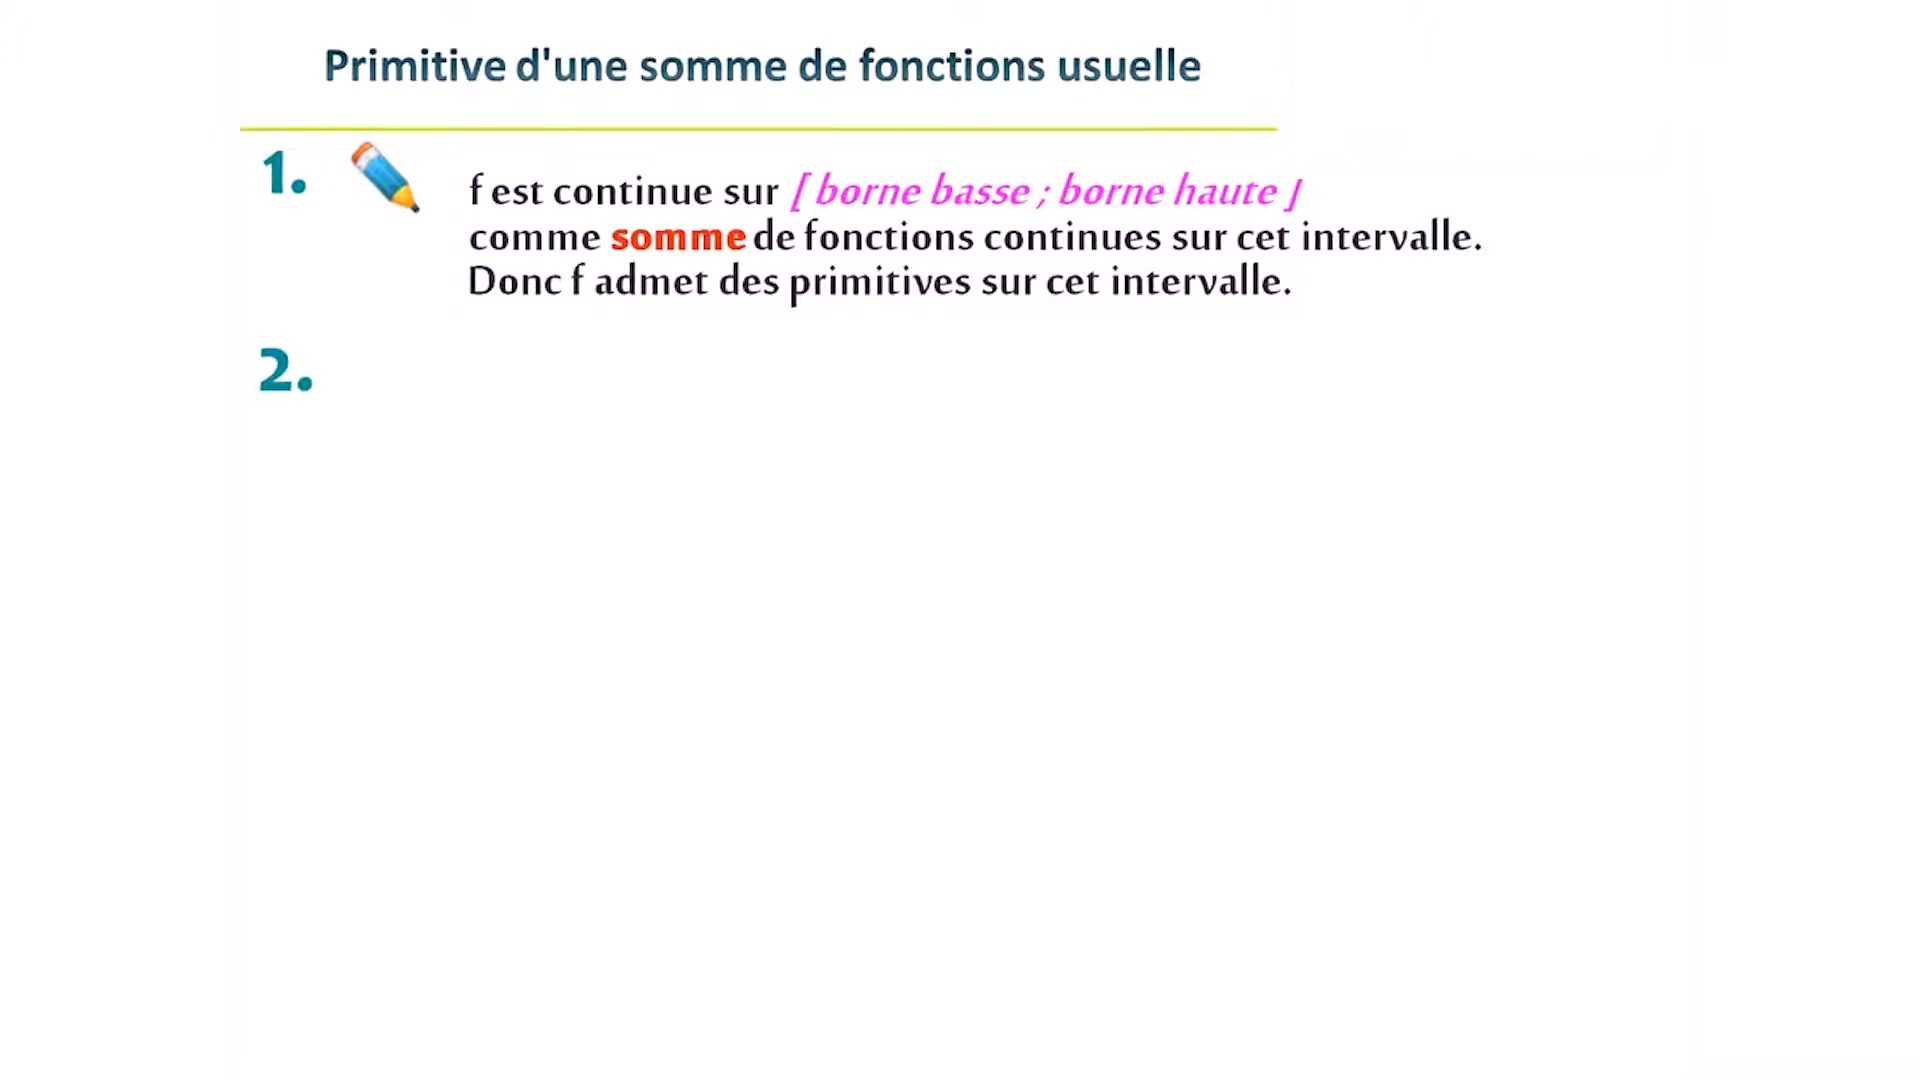 Primitive d'une somme de fonctions usuelle
1.
f est continue sur [ borne basse ; borne haute ]
comme somme de fonctions continues sur cet intervalle.
Donc f admet des primitives sur cet intervalle.
2.